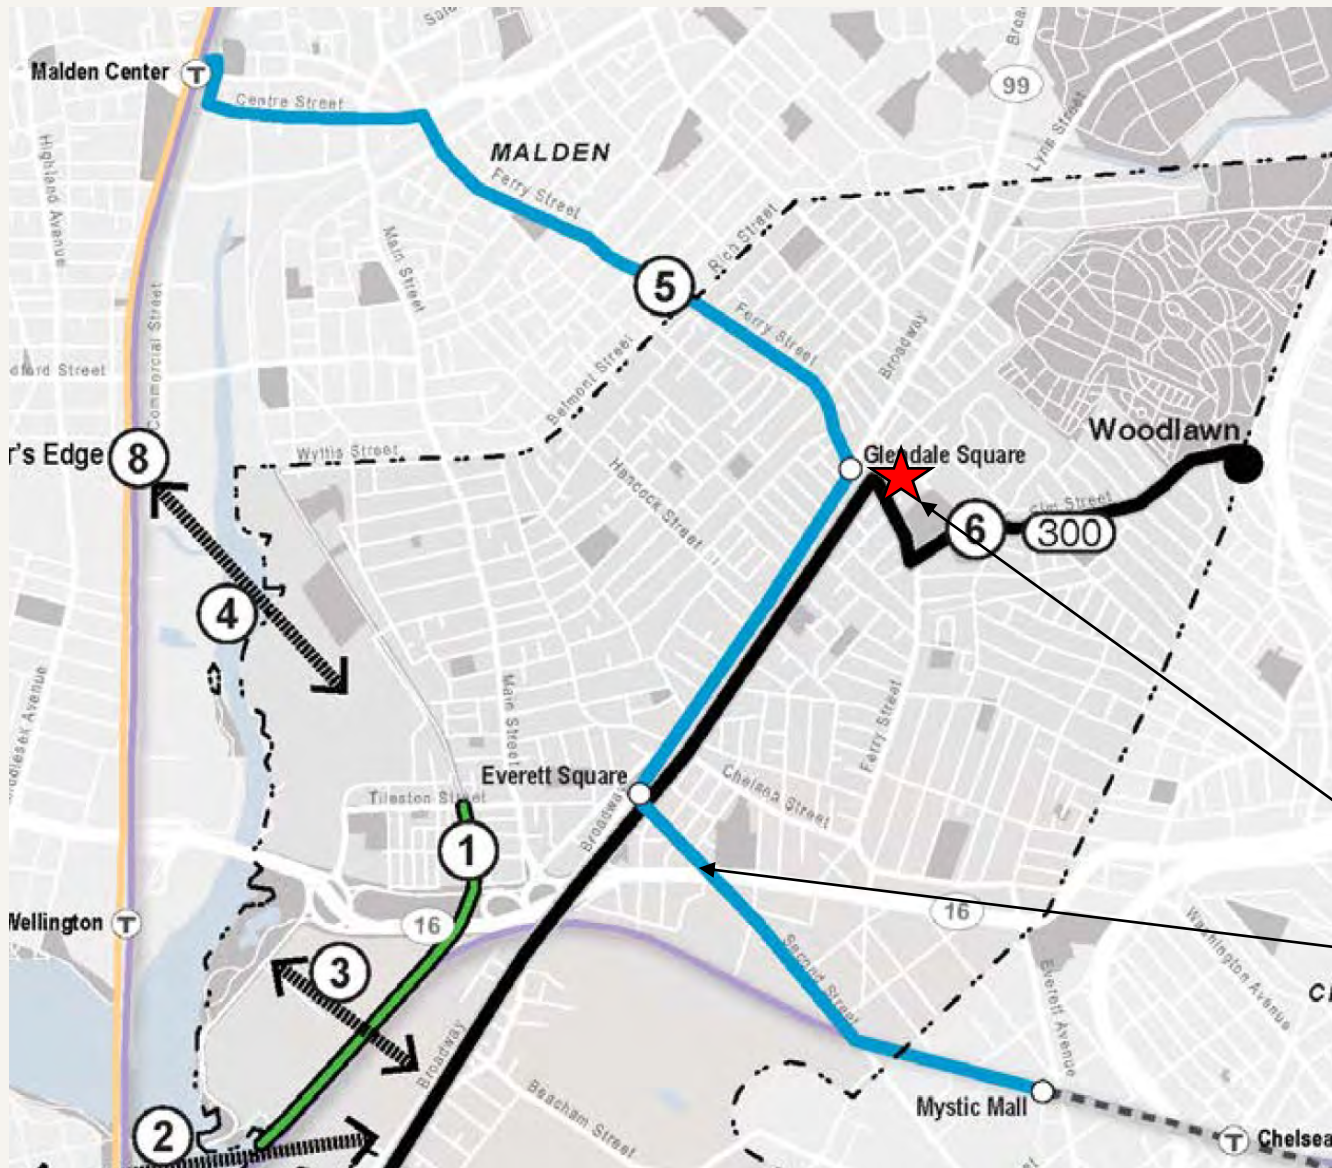 Malden Center
T
Centre Street
MALDEN
Ferry Street
Highland Avenue
Main Street
Rich Street
99
Lynn Street
5
Ferry Street
Broadway
Belmont Street
Commercial Street
Street
Wyllis Street
r's Edge
8
Hancock Street
Glendale Square
Woodlawn
Street
6
300
4
Main Street
Ferry Street
Avenue
Everett Square
Chelsea Street
Tileston Street
Broadway
1
Wellington
T
16
16
3
Second Street
Washington Avenue
Everett Avenue
Broadway
Beacham Street
Mystic Mall
2
T
Chelsea